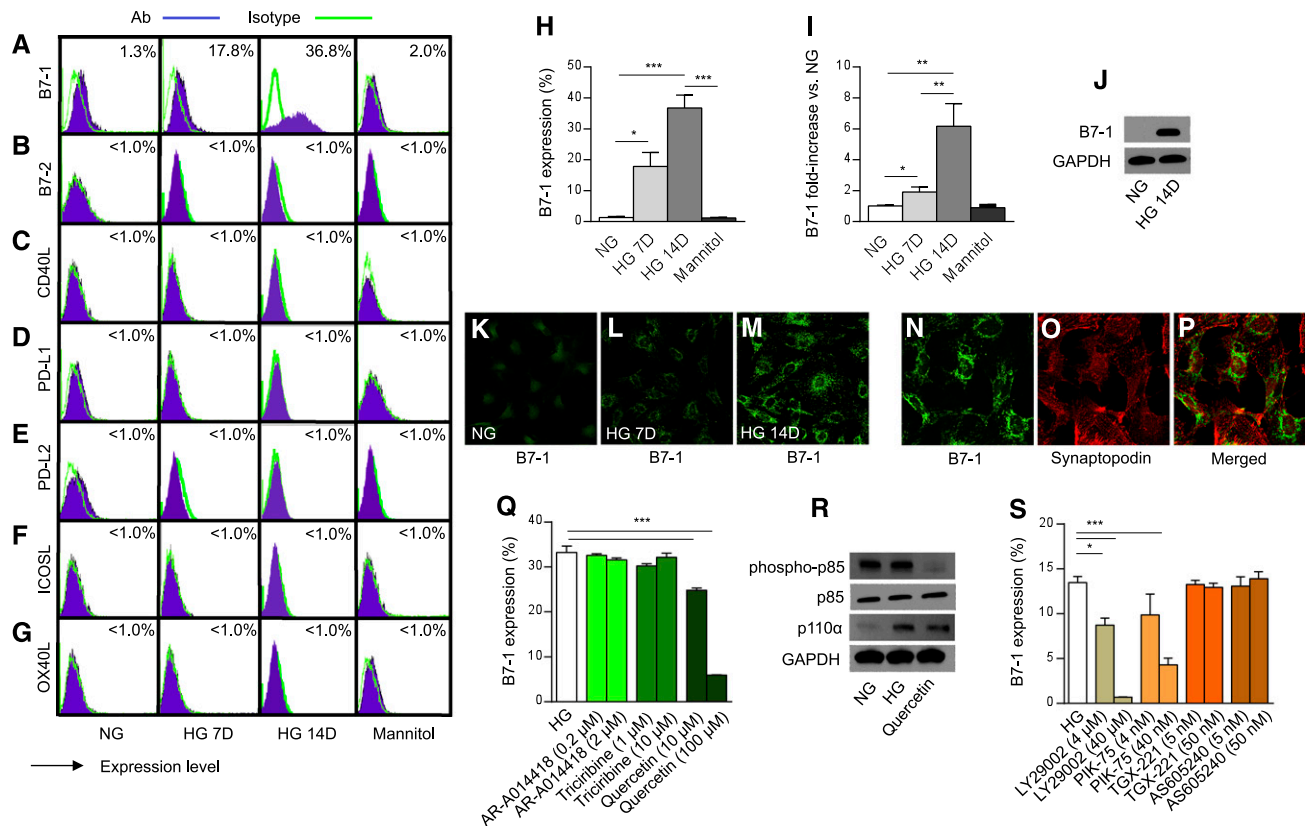 Ab Isotype
A B7-1 1.3% 17.8% 36.8% 2.0%
B B7-2 <1.0% <1.0% <1.0% <1.0%
C CD40L <1.0% <1.0% <1.0% <1.0%
D PD-L1 <1.0% <1.0% <1.0% <1.0%
E PD-L2 <1.0% <1.0% <1.0% <1.0%
F ICOSL <1.0% <1.0% <1.0% <1.0%
G OX40L <1.0% <1.0% <1.0% <1.0%
NG HG 7D HG 14D Mannitol
Expression level
H
B7-1 expression (%)
50
40
30
20
10
0
*
***
***
NG
HG 7D
HG 14D
Mannitol
I
B7-1 fold-increase vs. NG
10
8
6
4
2
0
*
**
**
NG
HG 7D
HG 14D
Mannitol
J
B7-1
GAPDH
NG
HG 14D
K L M
NG HG 7D HG 14D
B7-1 B7-1 B7-1
N O P
B7-1 Synaptopodin Merged
Q
B7-1 expression (%)
40
30
20
10
0
***
HG
AR-A014418 (0.2 µM)
AR-A014418 (2 µM)
Triciribine (1 µM)
Triciribine (10 µM)
Quercetin (10 µM)
Quercetin (100 µM)
R
phospho-p85
p85
p110α
GAPDH
NG
HG
Quercetin
S
B7-1 expression (%)
20
15
10
5
0
***
*
HG
LY29002 (4 µM)
LY29002 (40 µM)
PIK-75 (4 nM)
PIK-75 (40 nM)
TGX-221 (5 nM)
TGX-221 (50 nM)
AS605240 (5 nM)
AS605240 (50 nM)